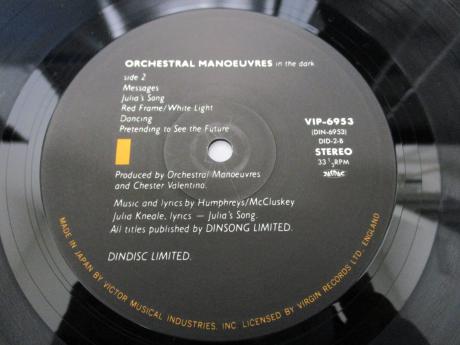 ORCHESTRAL MANOEUVRES in the dark
side 2
Messages
Julia's Song
Red Frame/White Light
Dancing
Pretending to See the Future
VIP-6953
(DIN-6953)
DID-2-B
STEREO
33 1/3 RPM
Produced by Orchestral Manoeuvres
and Chester Valentino.
Music and lyrics by Humphreys/McCluskey
Julia Kneale, lyrics — Julia's Song.
All titles published by DINSONG LIMITED.
DINDISC LIMITED.
MADE IN JAPAN BY VICTOR MUSICAL INDUSTRIES, INC. LICENSED BY VIRGIN RECORDS LTD. ENGLAND